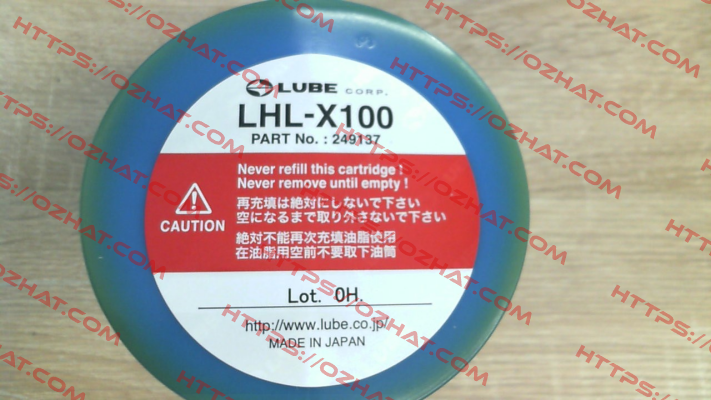 LUBE CORP.
LHL-X100
PART No. : 249137
Never refill this cartridge !
Never remove until empty !
再充填は絶対にしないで下さい
空になるまで取り外さないで下さい
CAUTION
絶対不能再次充填油脂使用
在油脂用空前不要取下油筒
Lot. 0H.
http://www.lube.co.jp/
MADE IN JAPAN
HTTPS://OZHAT.COM